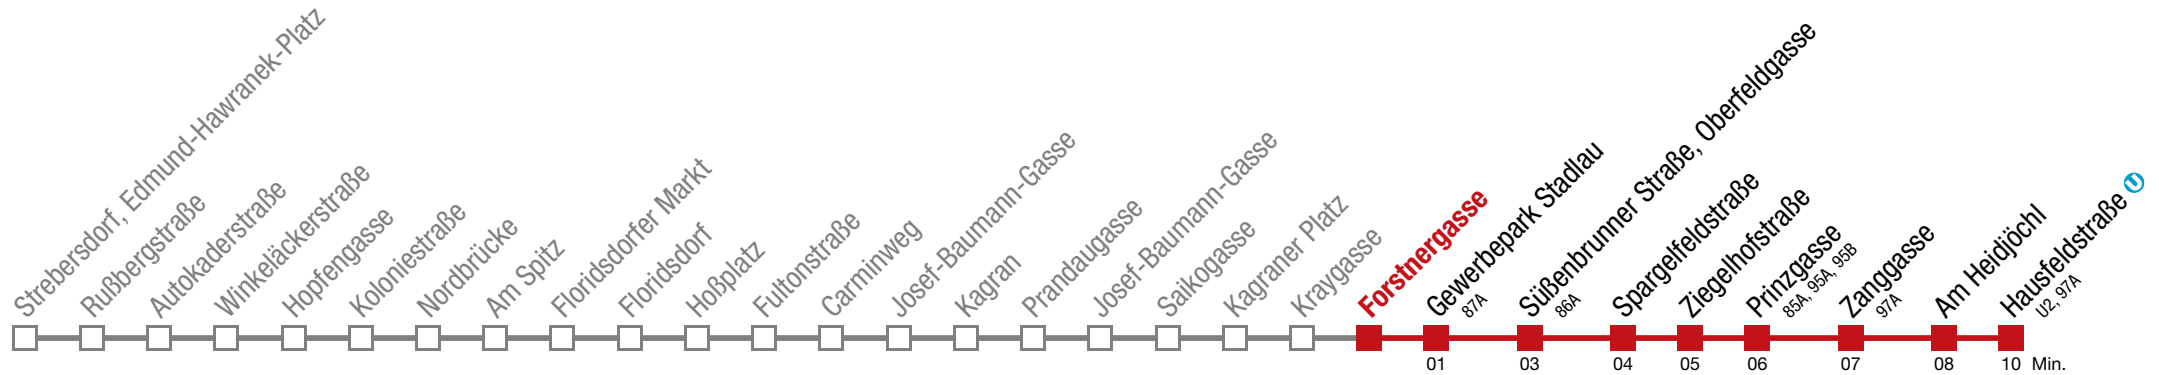 Strebersdorf, Edmund-Hawranek-Platz
Rußbergstraße
Autokaderstraße
Winkeläckerstraße
Hopfengasse
Koloniestraße
Nordbrücke
Am Spitz
Floridsdorfer Markt
Floridsdorf
Hoßplatz
Fultonstraße
Carminweg
Josef-Baumann-Gasse
Kagran
Prandaugasse
Josef-Baumann-Gasse
Saikogasse
Kagraner Platz
Kraygasse
Forstnergasse
Gewerbepark Stadlau
87A
Süßenbrunner Straße, Oberfeldgasse
86A
Spargelfeldstraße
Ziegelhofstraße
Prinzgasse
85A, 95A, 95B
Zanggasse
97A
Am Heidjöchl
Hausfeldstraße U
U2, 97A
01 03 04 05 06 07 08 10 Min.